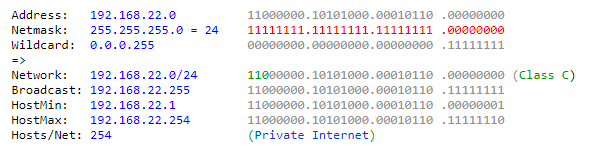 Address: 192.168.22.0 11000000.10101000.00010110 .00000000
Netmask: 255.255.255.0 = 24 11111111.11111111.11111111 .00000000
Wildcard: 0.0.0.255 00000000.00000000.00000000 .11111111
=>
Network: 192.168.22.0/24 11000000.10101000.00010110 .00000000 (Class C)
Broadcast: 192.168.22.255 11000000.10101000.00010110 .11111111
HostMin: 192.168.22.1 11000000.10101000.00010110 .00000001
HostMax: 192.168.22.254 11000000.10101000.00010110 .11111110
Hosts/Net: 254 (Private Internet)